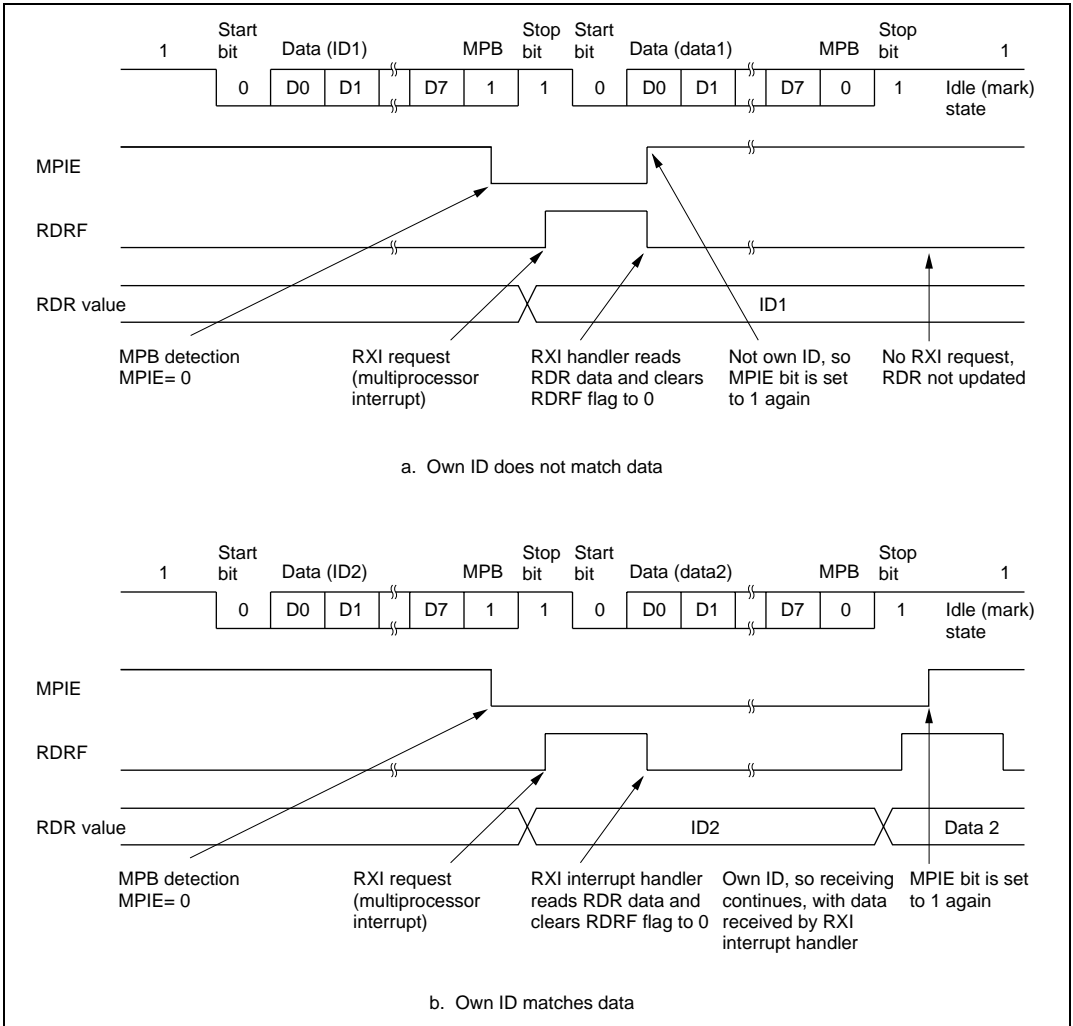 1 Start bit Data (ID1) MPB Stop bit Start bit Data (data1) MPB Stop bit 1
0 D0 D1 D7 1 1 0 D0 D1 D7 0 1 Idle (mark) state
MPIE
RDRF
RDR value
ID1
MPB detection
MPIE= 0
RXI request
(multiprocessor
interrupt)
RXI handler reads
RDR data and clears
RDRF flag to 0
Not own ID, so
MPIE bit is set
to 1 again
No RXI request,
RDR not updated
a. Own ID does not match data
1 Start bit Data (ID2) MPB Stop bit Start bit Data (data2) MPB Stop bit 1
0 D0 D1 D7 1 1 0 D0 D1 D7 0 1 Idle (mark) state
MPIE
RDRF
RDR value
ID2
Data 2
MPB detection
MPIE= 0
RXI request
(multiprocessor
interrupt)
RXI interrupt handler
reads RDR data and
clears RDRF flag to 0
Own ID, so receiving
continues, with data
received by RXI
interrupt handler
MPIE bit is set
to 1 again
b. Own ID matches data